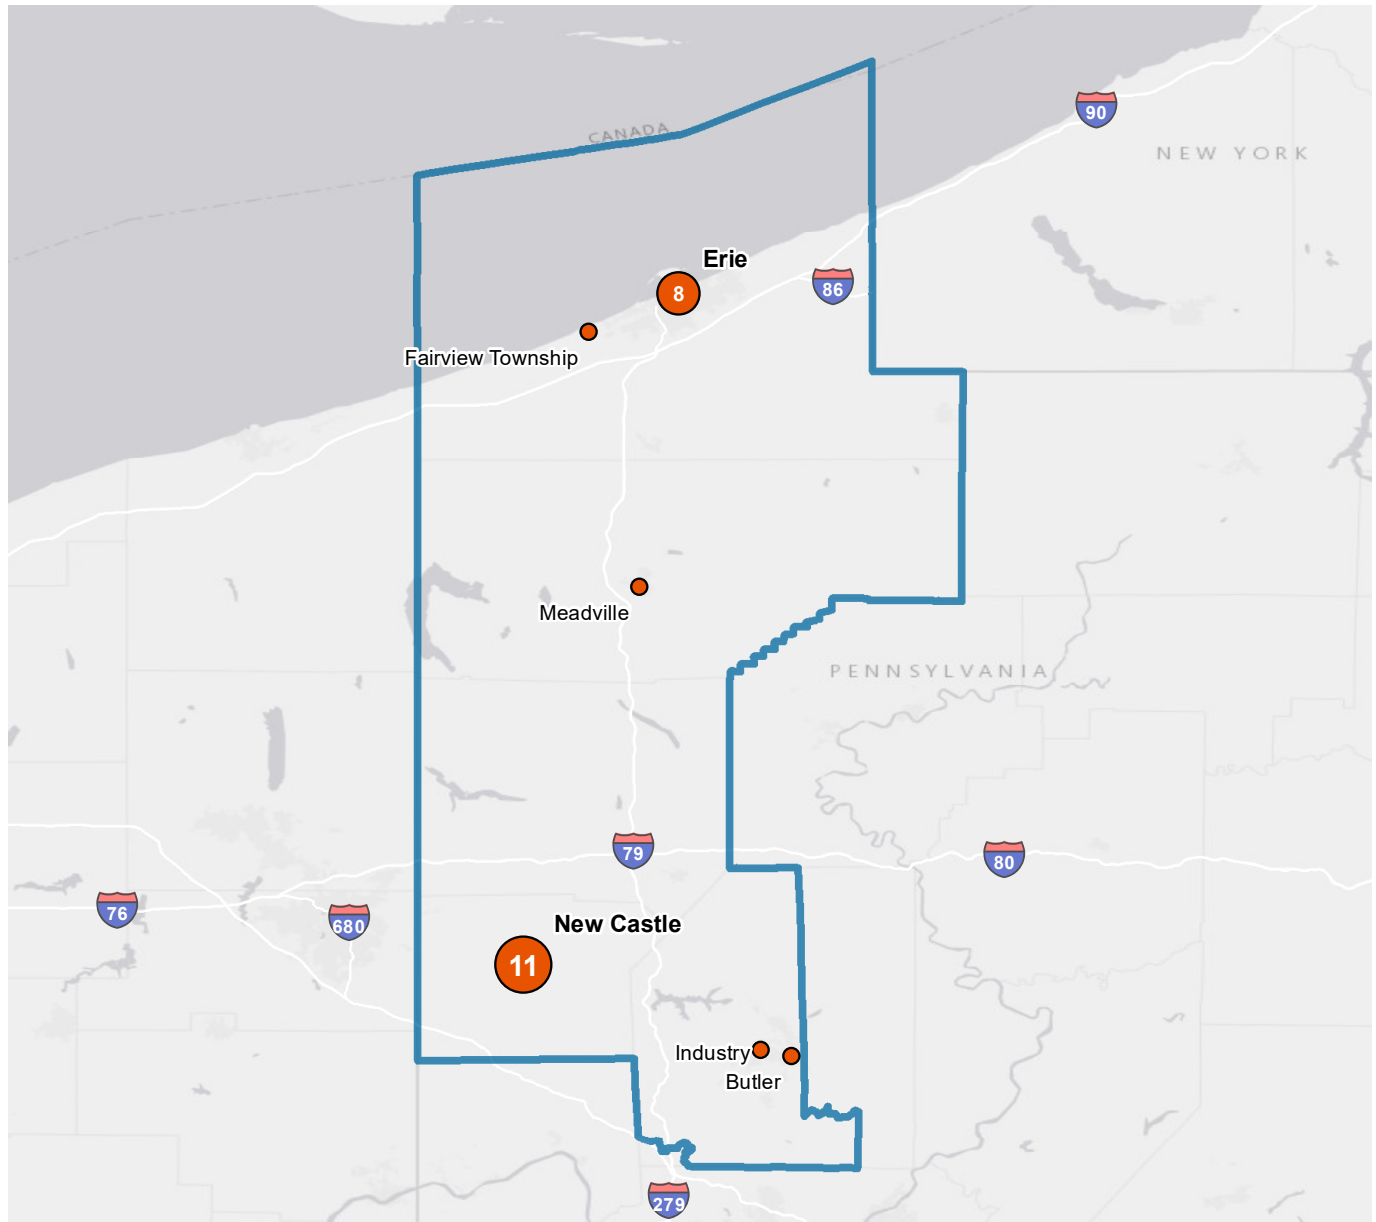 90
CANADA
NEW YORK
Erie
86
8
Fairview Township
Meadville
PENNSYLVANIA
79
80
76
680
New Castle
11
Industry
Butler
279